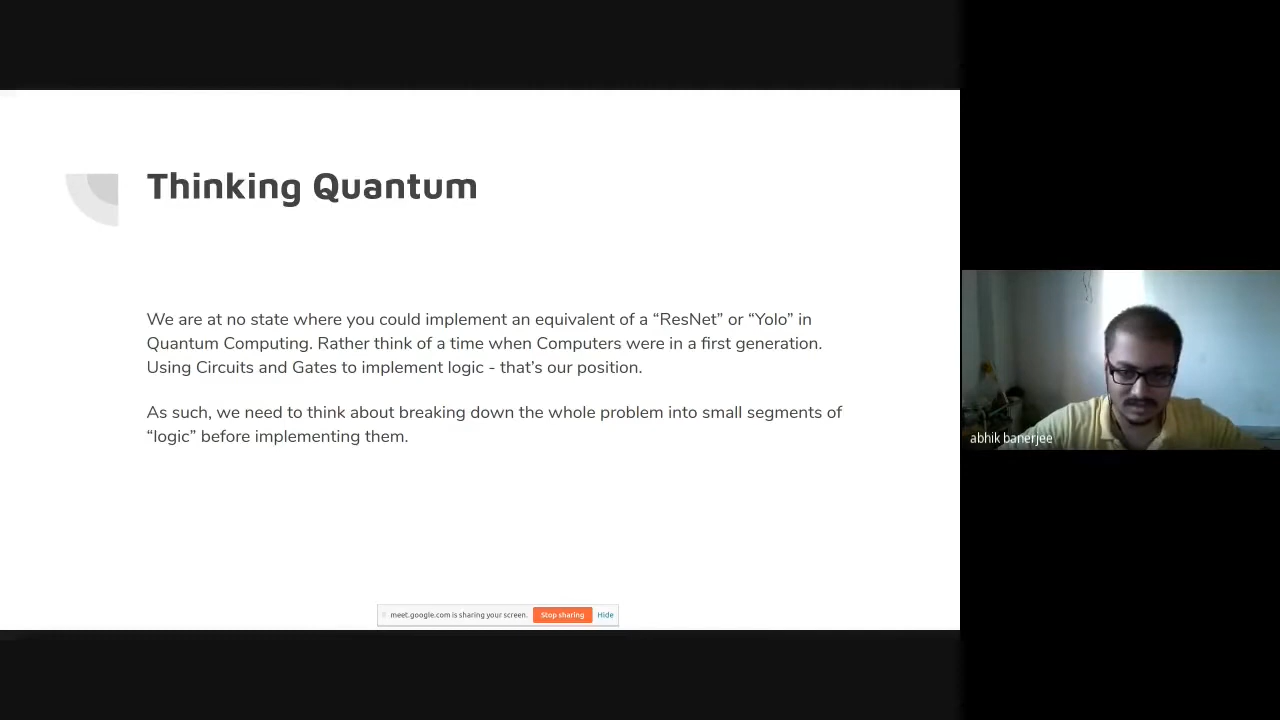 Thinking Quantum
We are at no state where you could implement an equivalent of a “ResNet” or “Yolo” in
Quantum Computing. Rather think of a time when Computers were in a first generation.
Using Circuits and Gates to implement logic - that’s our position.
As such, we need to think about breaking down the whole problem into small segments of
“logic” before implementing them.
abhik banerjee
meet.google.com is sharing your screen. Stop sharing Hide